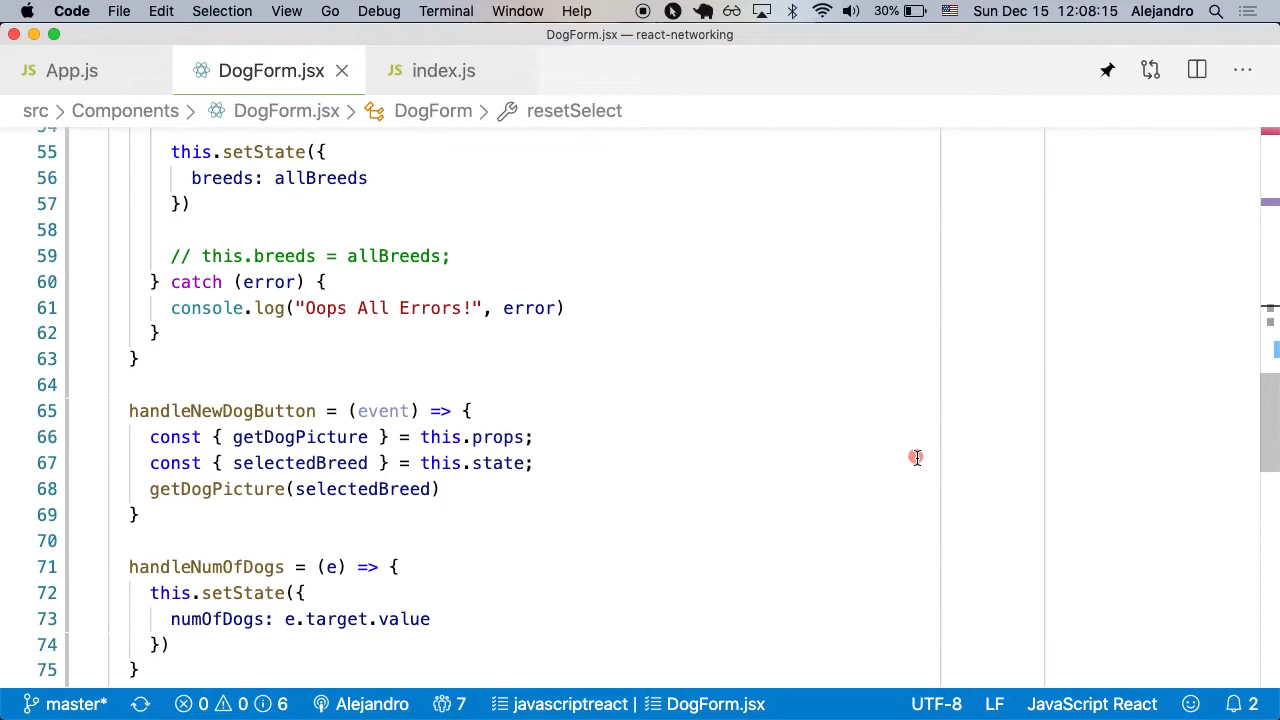 Code File Edit Selection View Go Debug Terminal Window Help 30% Sun Dec 15 12:08:15 Alejandro
DogForm.jsx — react-networking
JS App.js DogForm.jsx JS index.js
src > Components > DogForm.jsx > DogForm > resetSelect
54
55 this.setState({
56 breeds: allBreeds
57 })
58
59 // this.breeds = allBreeds;
60 } catch (error) {
61 console.log("Oops All Errors!", error)
62 }
63 }
64
65 handleNewDogButton = (event) => {
66 const { getDogPicture } = this.props;
67 const { selectedBreed } = this.state;
68 getDogPicture(selectedBreed)
69 }
70
71 handleNumOfDogs = (e) => {
72 this.setState({
73 numOfDogs: e.target.value
74 })
75 }
master* 0 0 6 Alejandro 7 javascriptreact | DogForm.jsx UTF-8 LF JavaScript React 2